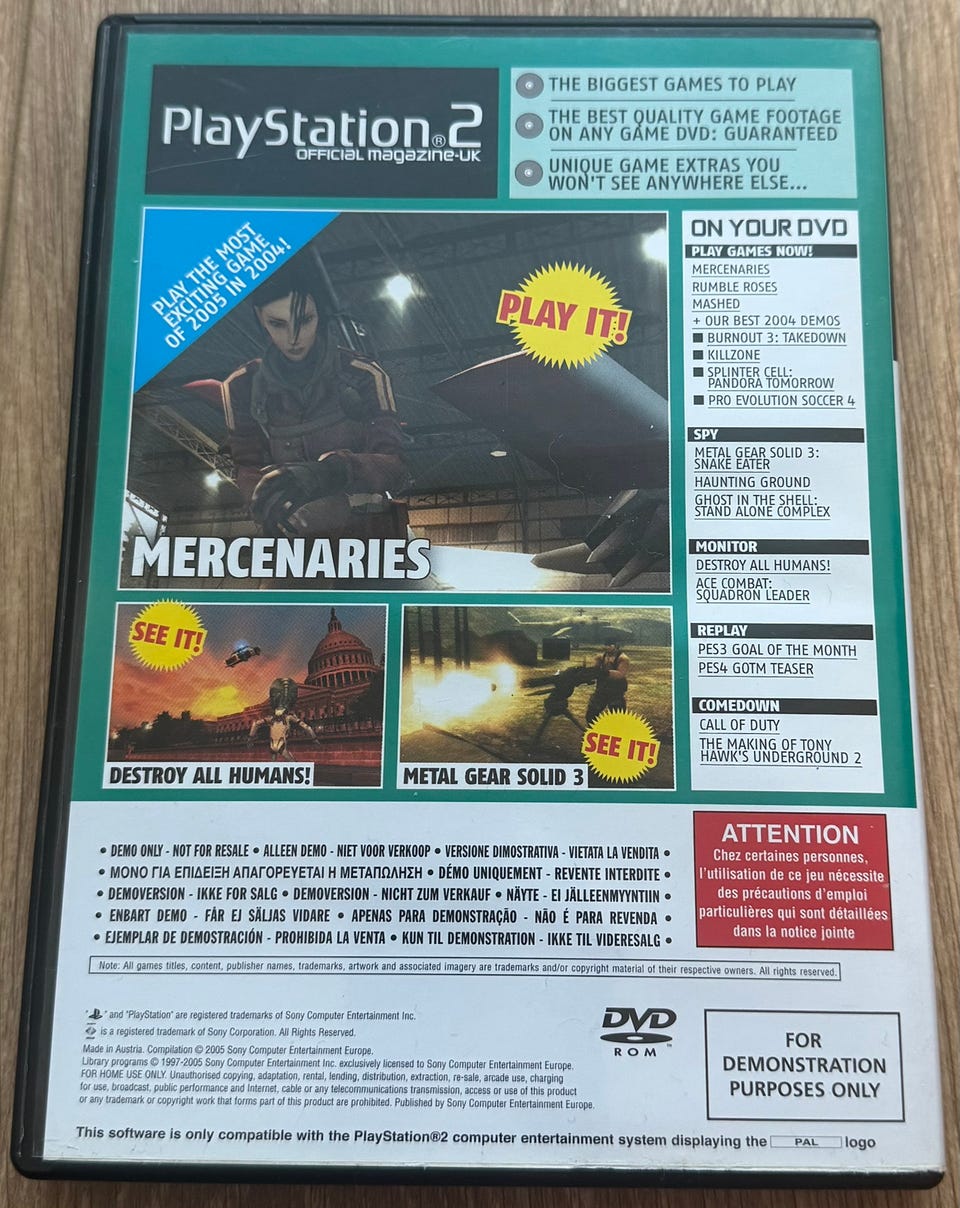 PlayStation®2
OFFICIAL magazine-UK
THE BIGGEST GAMES TO PLAY
THE BEST QUALITY GAME FOOTAGE
ON ANY GAME DVD: GUARANTEED
UNIQUE GAME EXTRAS YOU
WON'T SEE ANYWHERE ELSE...
PLAY THE MOST
EXCITING GAME
OF 2005 IN 2004!
PLAY IT!
MERCENARIES
SEE IT!
DESTROY ALL HUMANS!
SEE IT!
METAL GEAR SOLID 3
ON YOUR DVD
PLAY GAMES NOW!
MERCENARIES
RUMBLE ROSES
MASHED
+ OUR BEST 2004 DEMOS
■ BURNOUT 3: TAKEDOWN
■ KILLZONE
■ SPLINTER CELL:
PANDORA TOMORROW
■ PRO EVOLUTION SOCCER 4
SPY
METAL GEAR SOLID 3:
SNAKE EATER
HAUNTING GROUND
GHOST IN THE SHELL:
STAND ALONE COMPLEX
MONITOR
DESTROY ALL HUMANS!
ACE COMBAT:
SQUADRON LEADER
REPLAY
PES3 GOAL OF THE MONTH
PES4 GOTM TEASER
COMEDOWN
CALL OF DUTY
THE MAKING OF TONY
HAWK'S UNDERGROUND 2
• DEMO ONLY - NOT FOR RESALE • ALLEEN DEMO - NIET VOOR VERKOOP • VERSIONE DIMOSTRATIVA - VIETATA LA VENDITA •
• ΜΟΝΟ ΓΙΑ ΕΠΙΔΕΙΞΗ ΑΠΑΓΟΡΕΥΕΤΑΙ Η ΜΕΤΑΠΩΛΗΣΗ • DÉMO UNIQUEMENT - REVENTE INTERDITE •
• DEMOVERSION - IKKE FOR SALG • DEMOVERSION - NICHT ZUM VERKAUF • NÄYTE - EI JÄLLEENMYYNTIIN •
• ENBART DEMO - FÅR EJ SÄLJAS VIDARE • APENAS PARA DEMONSTRAÇÃO - NÃO É PARA REVENDA •
• EJEMPLAR DE DEMOSTRACIÓN - PROHIBIDA LA VENTA • KUN TIL DEMONSTRATION - IKKE TIL VIDERESALG •
ATTENTION
Chez certaines personnes,
l'utilisation de ce jeu nécessite
des précautions d'emploi
particulières qui sont détaillées
dans la notice jointe
Note: All games titles, content, publisher names, trademarks, artwork and associated imagery are trademarks and/or copyright material of their respective owners. All rights reserved.
" " and "PlayStation" are registered trademarks of Sony Computer Entertainment Inc.
is a registered trademark of Sony Corporation. All Rights Reserved.
Made in Austria. Compilation © 2005 Sony Computer Entertainment Europe.
Library programs © 1997-2005 Sony Computer Entertainment Inc. exclusively licensed to Sony Computer Entertainment Europe.
FOR HOME USE ONLY. Unauthorised copying, adaptation, rental, lending, distribution, extraction, re-sale, arcade use, charging
for use, broadcast, public performance and Internet, cable or any telecommunications transmission, access or use of this product
or any trademark or copyright work that forms part of this product are prohibited. Published by Sony Computer Entertainment Europe.
DVD
ROM
FOR
DEMONSTRATION
PURPOSES ONLY
This software is only compatible with the PlayStation®2 computer entertainment system displaying the PAL logo